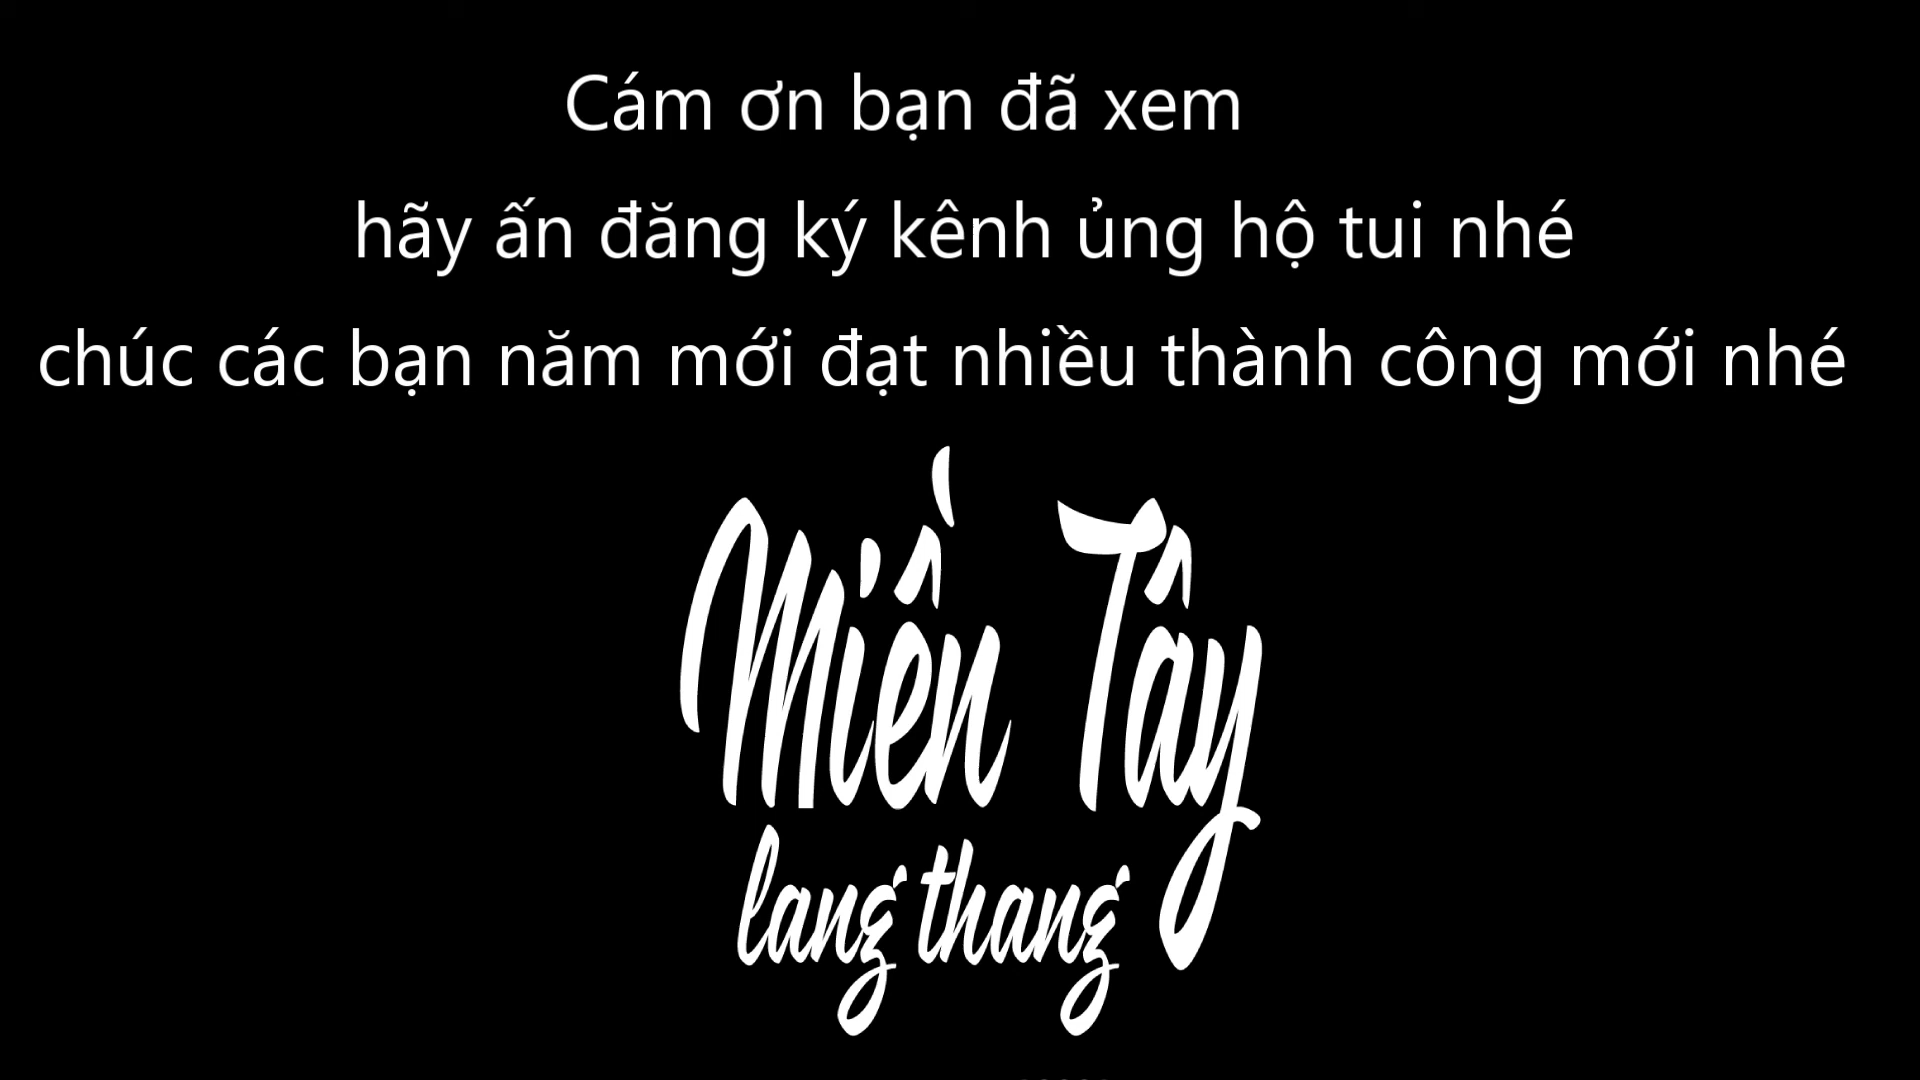 Cám ơn bạn đã xem
hãy ấn đăng ký kênh ủng hộ tui nhé
chúc các bạn năm mới đạt nhiều thành công mới nhé
Miền Tây
lang thang